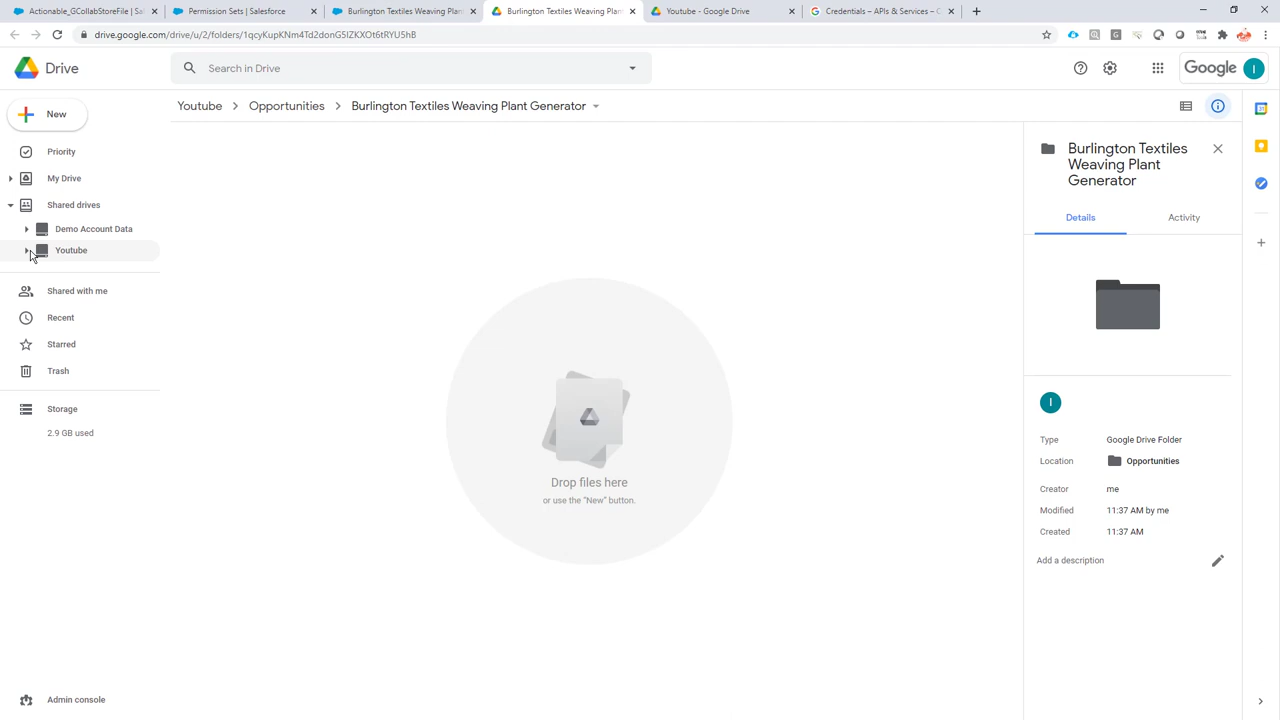 Actionable_GCollabStoreFile | Sal
Permission Sets | Salesforce
Burlington Textiles Weaving Plant
Burlington Textiles Weaving Plan
Youtube - Google Drive
Credentials – APIs & Services – G
drive.google.com/drive/u/2/folders/1qcyKupKNm4Td2donG5IZKXOt6tRYU5hB
Drive
Search in Drive
Google
I
New
Youtube
Opportunities
Burlington Textiles Weaving Plant Generator
Priority
My Drive
Shared drives
Demo Account Data
Youtube
Shared with me
Recent
Starred
Trash
Storage
2.9 GB used
Admin console
Drop files here
or use the “New” button.
Burlington Textiles
Weaving Plant
Generator
Details
Activity
I
Type
Google Drive Folder
Location
Opportunities
Creator
me
Modified
11:37 AM by me
Created
11:37 AM
Add a description